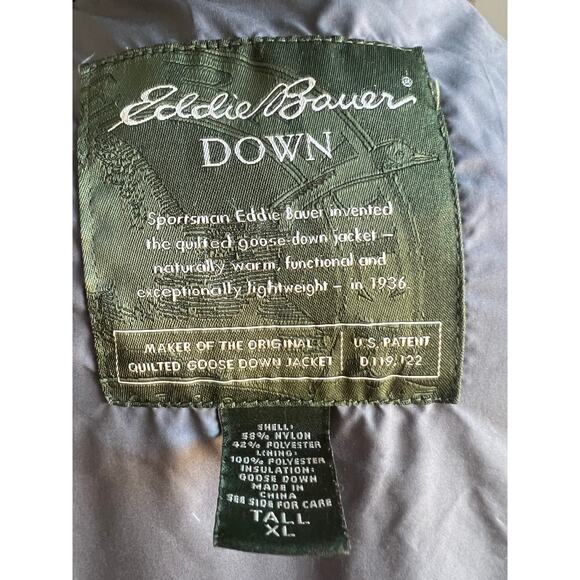 Eddie Bauer®
DOWN
Sportsman Eddie Bauer invented
the quilted goose-down jacket –
naturally warm, functional and
exceptionally lightweight – in 1936.
MAKER OF THE ORIGINAL
QUILTED GOOSE DOWN JACKET
U.S. PATENT
D119,122
SHELL:
58% NYLON
42% POLYESTER
LINING:
100% POLYESTER
INSULATION:
GOOSE DOWN
MADE IN
CHINA
SEE SIDE FOR CARE
TALL
XL